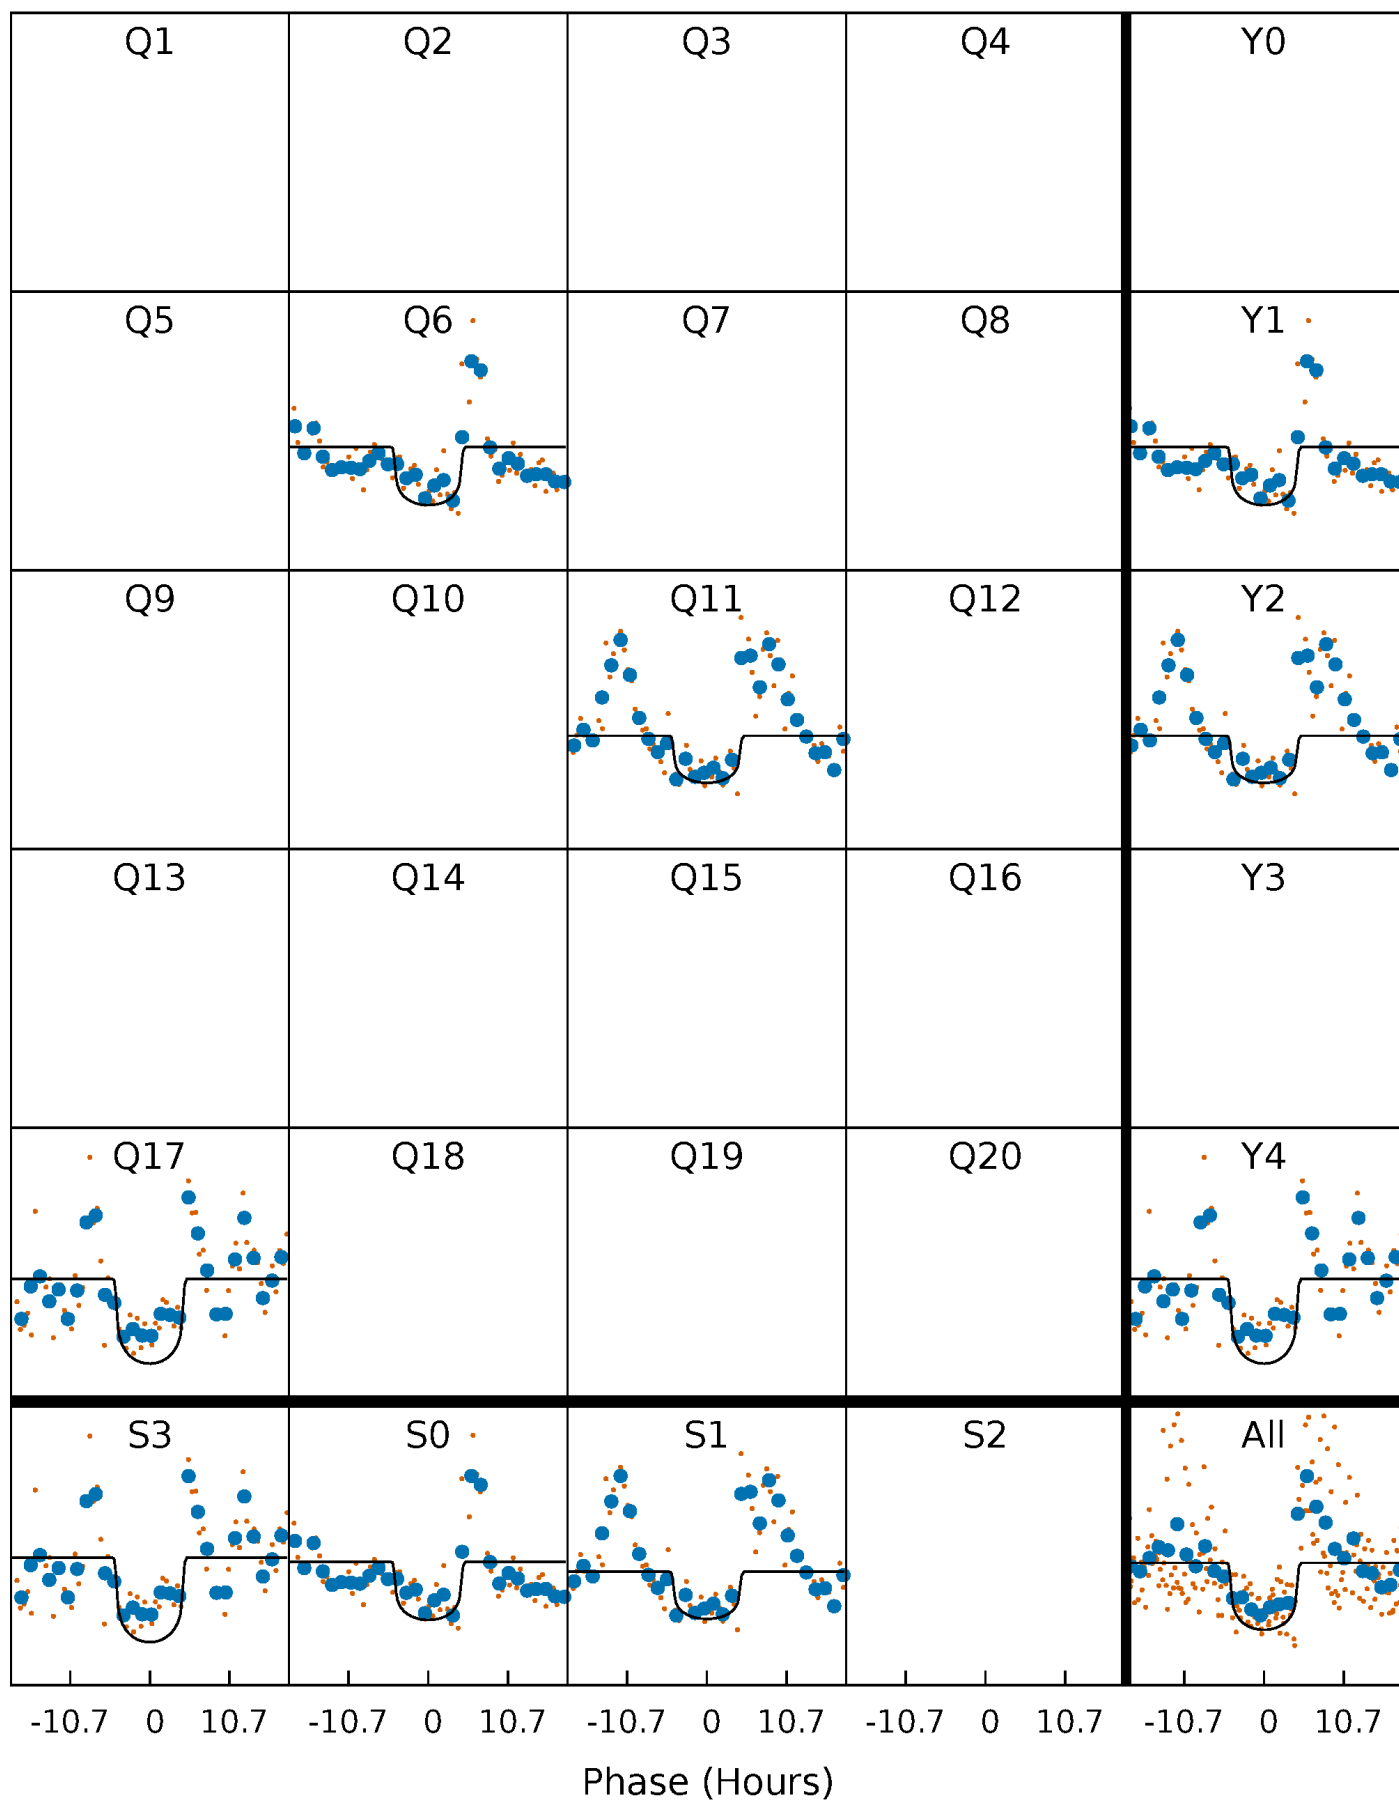 Q1 Q2 Q3 Q4 Y0
Q5 Q6 Q7 Q8 Y1
Q9 Q10 Q11 Q12 Y2
Q13 Q14 Q15 Q16 Y3
Q17 Q18 Q19 Q20 Y4
S3 S0 S1 S2 All
-10.7 0 10.7 -10.7 0 10.7 -10.7 0 10.7 -10.7 0 10.7 -10.7 0 10.7
Phase (Hours)